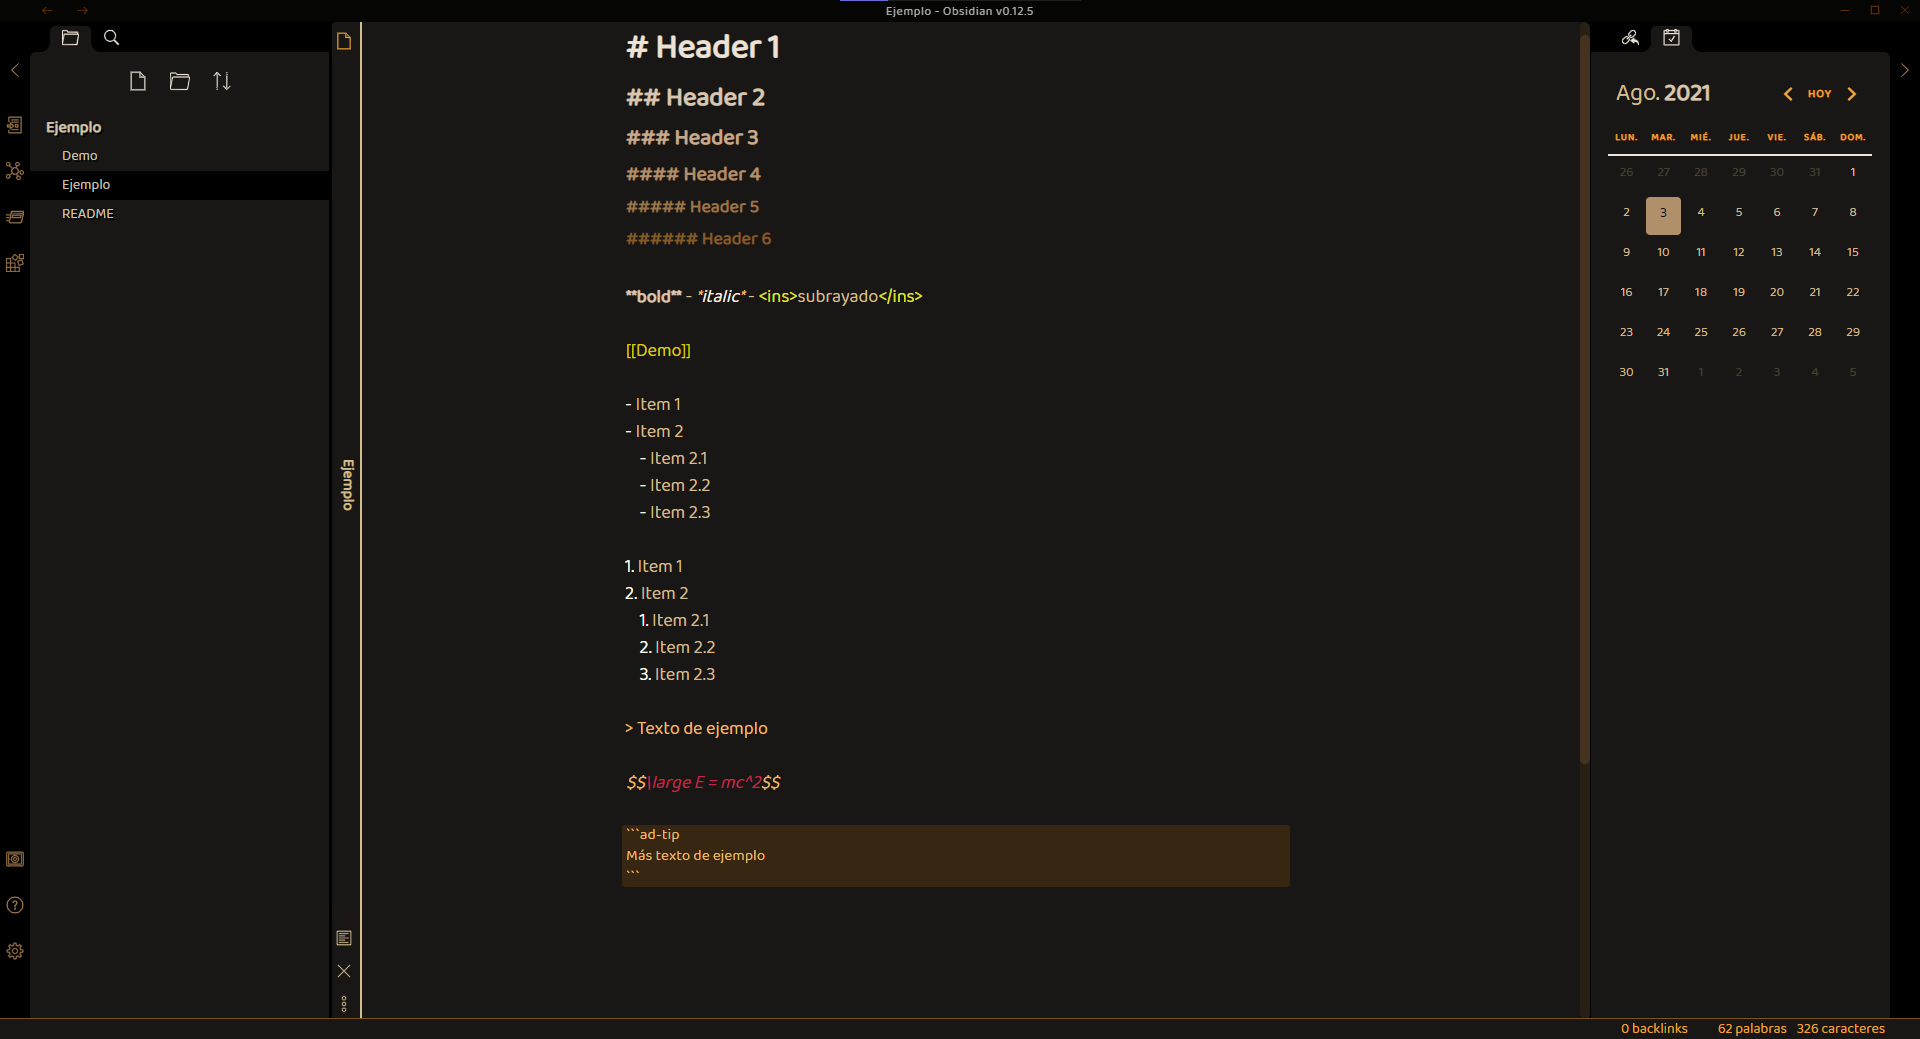 Ejemplo - Obsidian v0.12.5
Ejemplo
Demo
Ejemplo
README
Ejemplo
# Header 1
## Header 2
### Header 3
#### Header 4
##### Header 5
###### Header 6
**bold** - *italic* - <ins>subrayado</ins>
[[Demo]]
- Item 1
- Item 2
- Item 2.1
- Item 2.2
- Item 2.3
1. Item 1
2. Item 2
1. Item 2.1
2. Item 2.2
3. Item 2.3
> Texto de ejemplo
$$\large E = mc^2$$
```ad-tip
Más texto de ejemplo
```
Ago. 2021 HOY
LUN. MAR. MIÉ. JUE. VIE. SÁB. DOM.
26 27 28 29 30 31 1
2 3 4 5 6 7 8
9 10 11 12 13 14 15
16 17 18 19 20 21 22
23 24 25 26 27 28 29
30 31 1 2 3 4 5
0 backlinks 62 palabras 326 caracteres